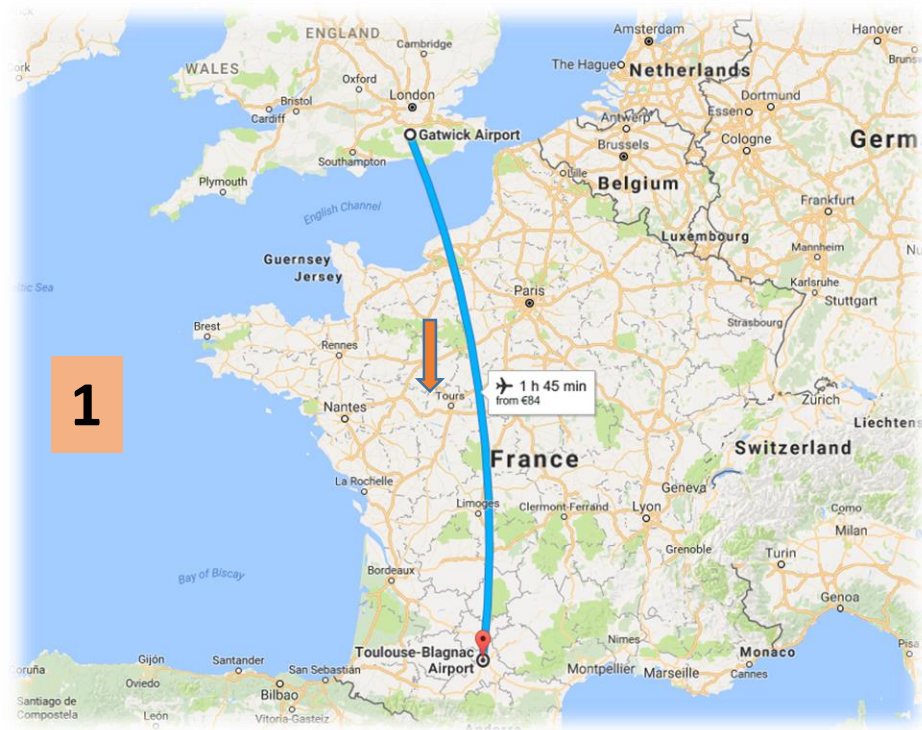 ENGLAND
Amsterdam
Hanover
Cambridge
WALES
The Hague
Netherlands
Oxford
London
Dortmund
Bristol
Essen
Cardiff
Antwerp
Gatwick Airport
Brussels
Cologne
Germ
Southampton
Lille
Plymouth
Belgium
Frankfurt
English Channel
Luxembourg
Guernsey
Mannheim
Jersey
Karlsruhe
Paris
Stuttgart
Brest
Strasbourg
Rennes
1 h 45 min
from €84
1
Tours
Nantes
Zürich
Liechtens
Switzerland
France
La Rochelle
Geneva
Limoges
Clermont-Ferrand
Lyon
Como
Milan
Grenoble
Turin
Bordeaux
Bay of Biscay
Genoa
Toulouse-Blagnac
Airport
Nimes
Monaco
Pisa
Gijón
Santander
San Sebastián
Montpellier
Marseille
Cannes
Oviedo
Bilbao
Santiago de
Compostela
León
Vitoria-Gasteiz